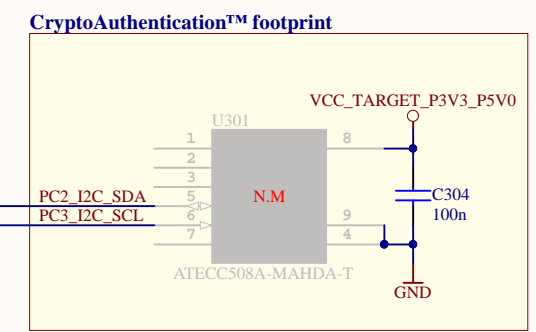 CryptoAuthentication™ footprint
VCC_TARGET_P3V3_P5V0
U301
1
8
2
3
PC2_I2C_SDA
5
N.M
C304
PC3_I2C_SCL
6
9
100n
7
4
ATECC508A-MAHDA-T
GND